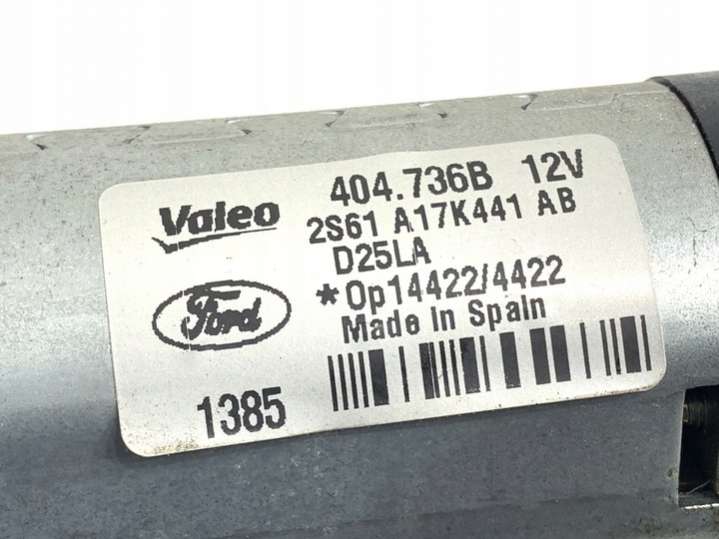 Valeo
404.736B 12V
2S61 A17K441 AB
D25LA
*Op14422/4422
Made In Spain
Ford
1385